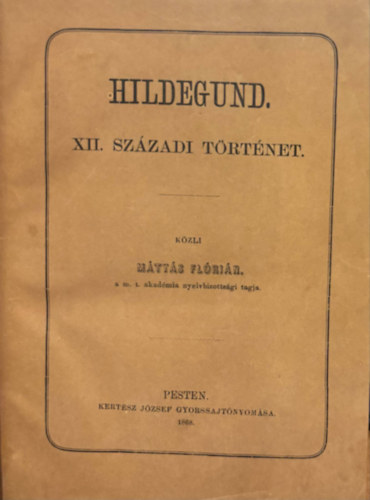 HILDEGUND.
XII. SZÁZADI TÖRTÉNET.
KÖZLI
MÁTYÁS FLÓRIÁN,
a m. t. akadémia nyelvbizottsági tagja.
PESTEN.
KERTÉSZ JÓZSEF GYORSSAJTÓNYOMÁSA.